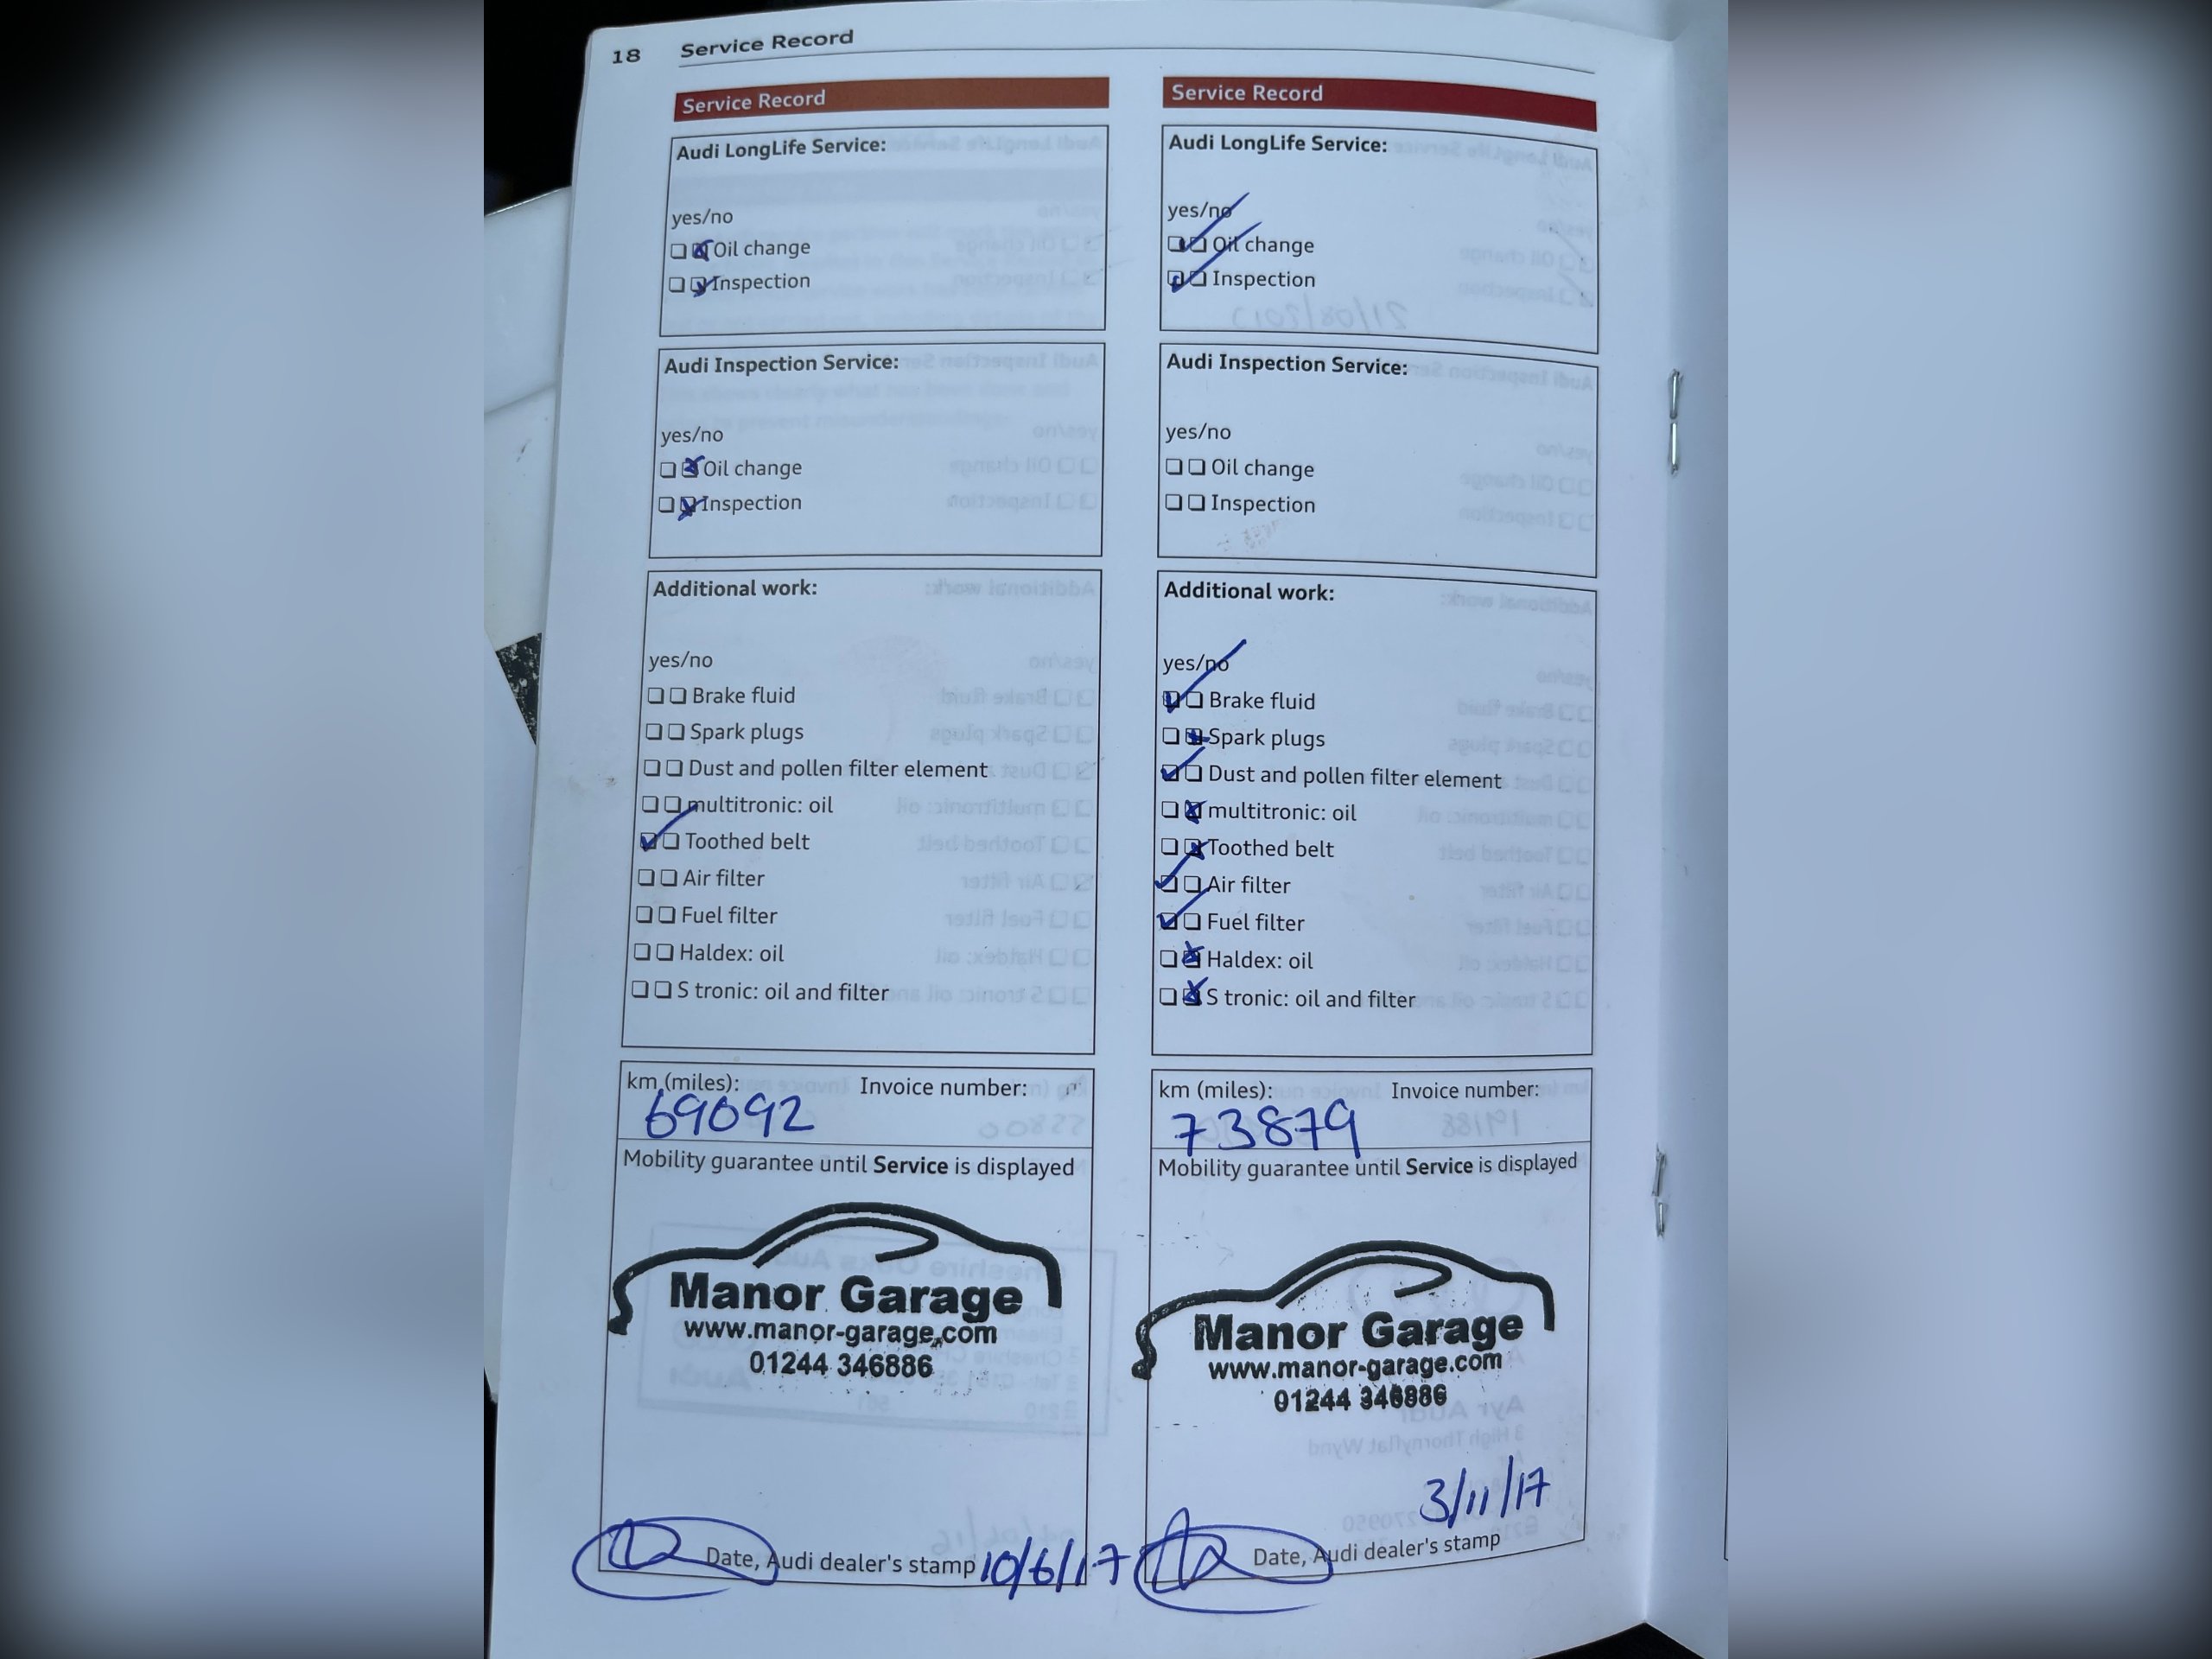 18 Service Record
Service Record
Audi LongLife Service:
yes/no
Oil change
Inspection
Audi Inspection Service:
yes/no
Oil change
Inspection
Additional work:
yes/no
Brake fluid
Spark plugs
Dust and pollen filter element
multitronic: oil
Toothed belt
Air filter
Fuel filter
Haldex: oil
S tronic: oil and filter
km (miles): Invoice number:
69092
Mobility guarantee until Service is displayed
Manor Garage
www.manor-garage.com
01244 346886
Date, Audi dealer's stamp 10/6/17
Service Record
Audi LongLife Service:
yes/no
Oil change
Inspection
Audi Inspection Service:
yes/no
Oil change
Inspection
Additional work:
yes/no
Brake fluid
Spark plugs
Dust and pollen filter element
multitronic: oil
Toothed belt
Air filter
Fuel filter
Haldex: oil
S tronic: oil and filter
km (miles): Invoice number:
73879
Mobility guarantee until Service is displayed
Manor Garage
www.manor-garage.com
01244 346886
3/11/17
Date, Audi dealer's stamp